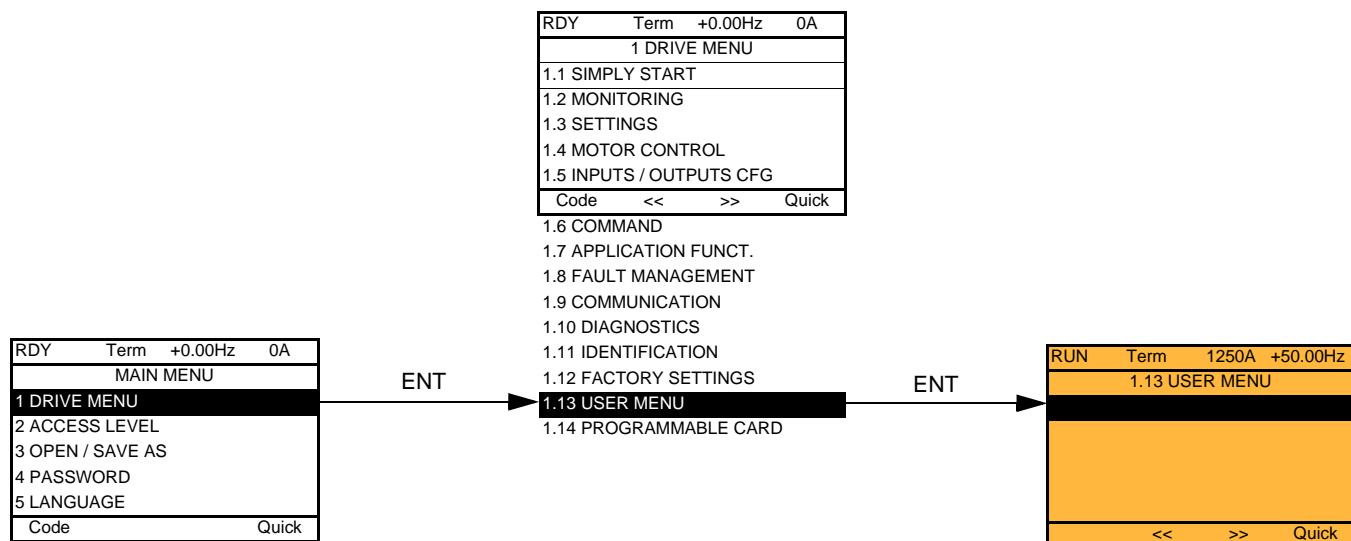 RDY Term +0.00Hz 0A
1 DRIVE MENU
1.1 SIMPLY START
1.2 MONITORING
1.3 SETTINGS
1.4 MOTOR CONTROL
1.5 INPUTS / OUTPUTS CFG
Code << >> Quick
1.6 COMMAND
1.7 APPLICATION FUNCT.
1.8 FAULT MANAGEMENT
1.9 COMMUNICATION
1.10 DIAGNOSTICS
1.11 IDENTIFICATION
1.12 FACTORY SETTINGS
1.13 USER MENU
1.14 PROGRAMMABLE CARD
RDY Term +0.00Hz 0A
MAIN MENU
1 DRIVE MENU
2 ACCESS LEVEL
3 OPEN / SAVE AS
4 PASSWORD
5 LANGUAGE
Code Quick
ENT
ENT
RUN Term 1250A +50.00Hz
1.13 USER MENU
<< >> Quick